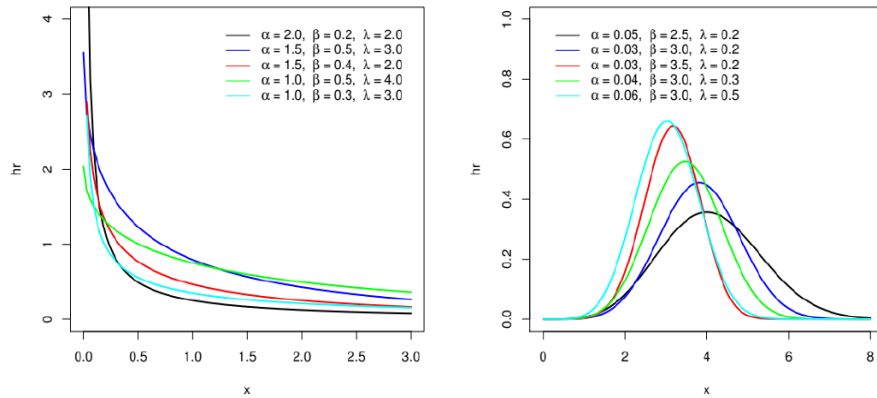 α = 2.0, β = 0.2, λ = 2.0
α = 1.5, β = 0.5, λ = 3.0
α = 1.5, β = 0.4, λ = 2.0
α = 1.0, β = 0.5, λ = 4.0
α = 1.0, β = 0.3, λ = 3.0
hr
4
3
2
1
0
0.0 0.5 1.0 1.5 2.0 2.5 3.0
x
α = 0.05, β = 2.5, λ = 0.2
α = 0.03, β = 3.0, λ = 0.2
α = 0.03, β = 3.5, λ = 0.2
α = 0.04, β = 3.0, λ = 0.3
α = 0.06, β = 3.0, λ = 0.5
hr
1.0
0.8
0.6
0.4
0.2
0.0
0 2 4 6 8
x